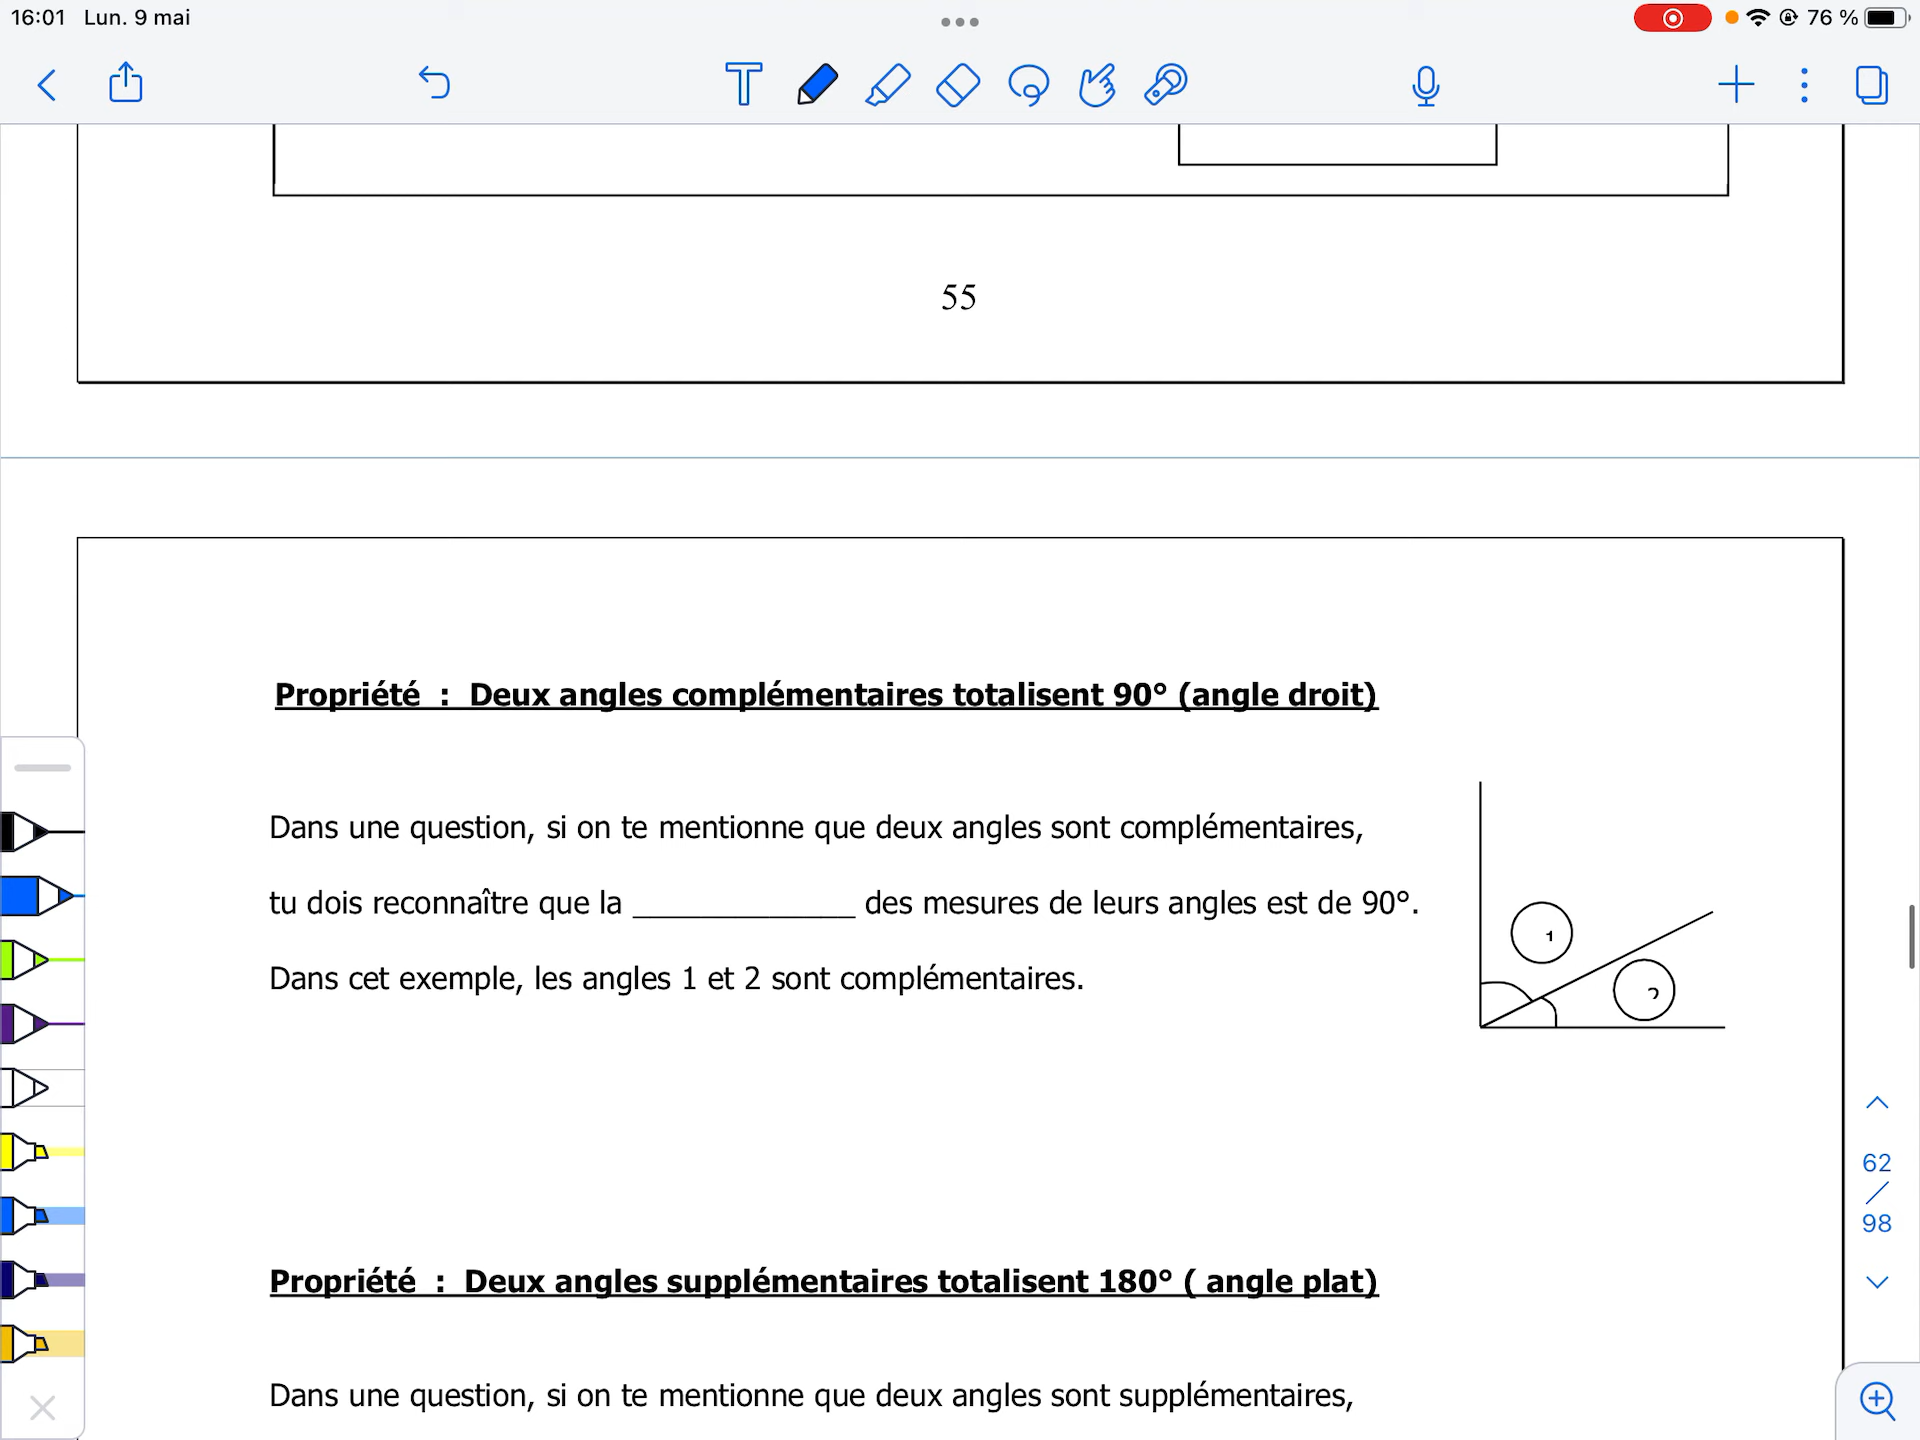 16:01 Lun. 9 mai
76 %
T
55
Propriété : Deux angles complémentaires totalisent 90° (angle droit)
Dans une question, si on te mentionne que deux angles sont complémentaires,
tu dois reconnaître que la ______________ des mesures de leurs angles est de 90°.
Dans cet exemple, les angles 1 et 2 sont complémentaires.
1
2
62
/
98
Propriété : Deux angles supplémentaires totalisent 180° ( angle plat)
Dans une question, si on te mentionne que deux angles sont supplémentaires,